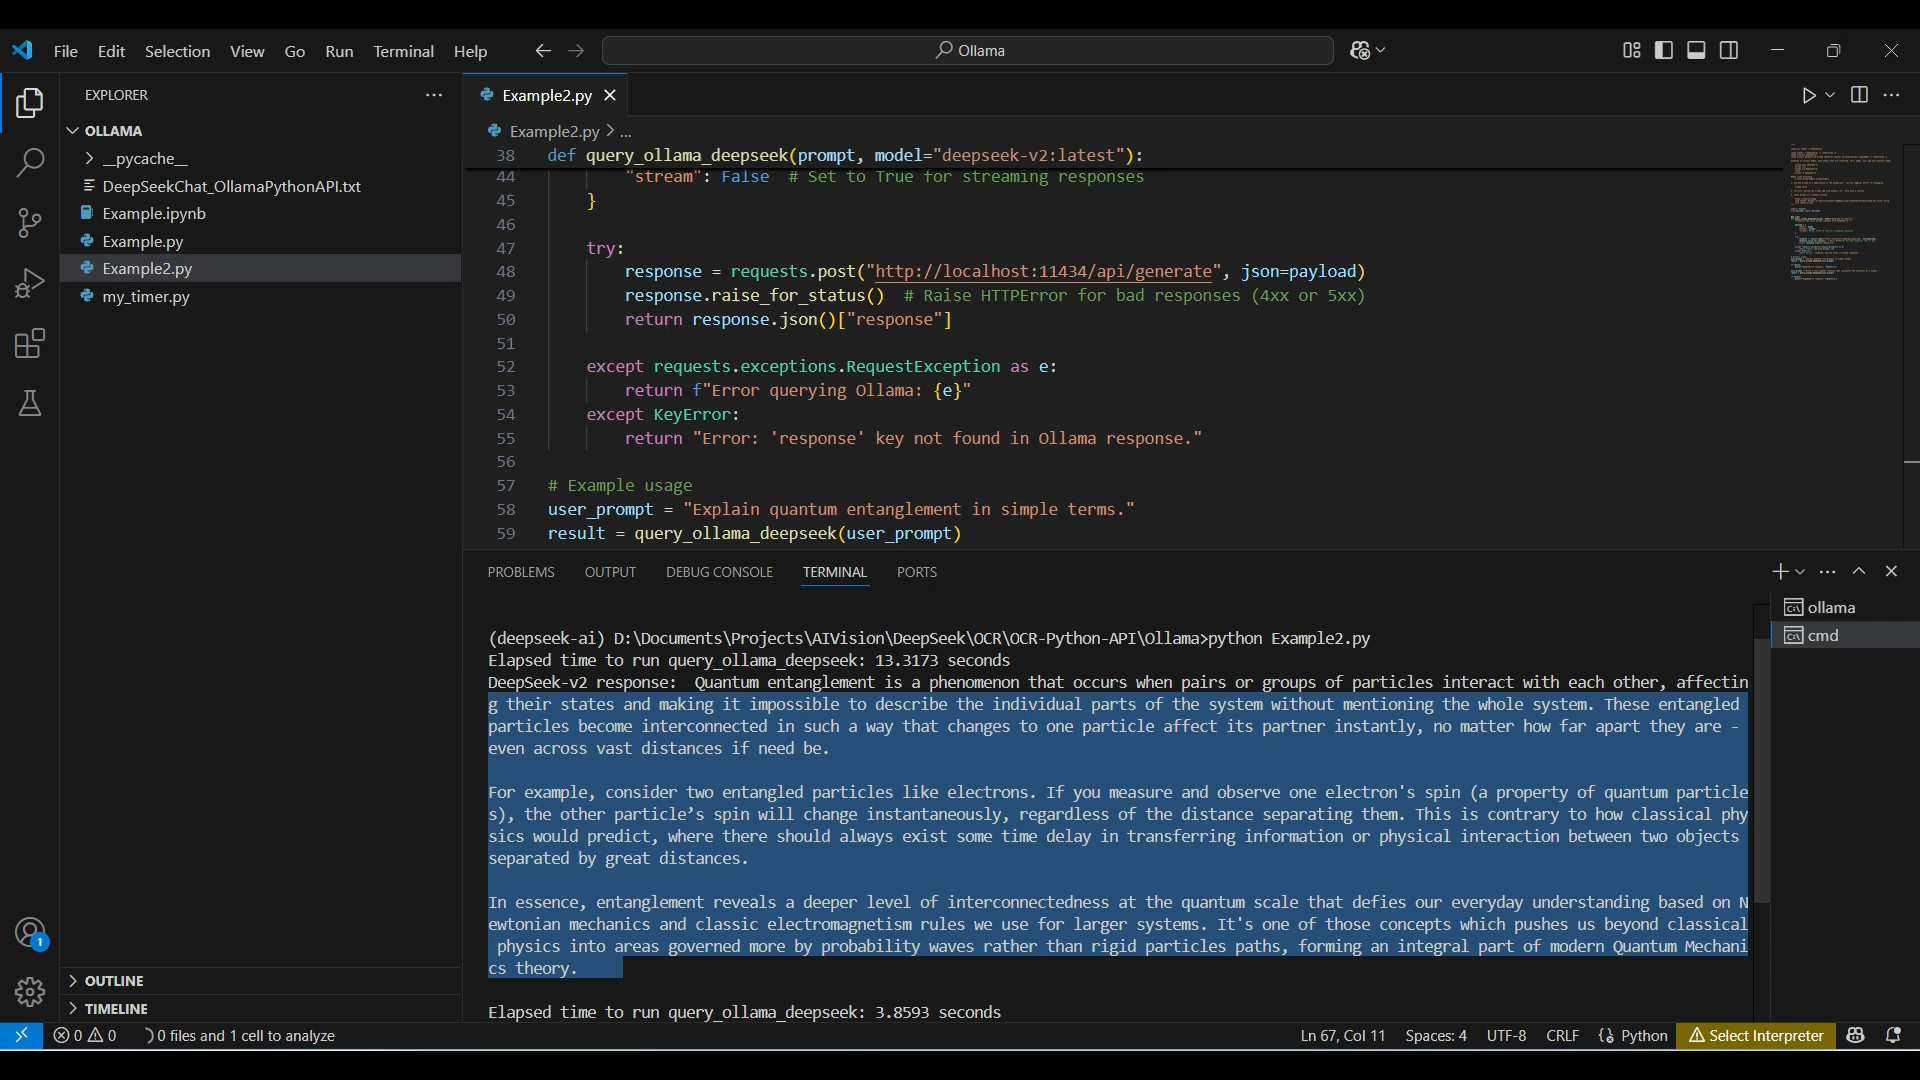 File Edit Selection View Go Run Terminal Help
Ollama
EXPLORER
OLLAMA
__pycache__
DeepSeekChat_OllamaPythonAPI.txt
Example.ipynb
Example.py
Example2.py
my_timer.py
OUTLINE
TIMELINE
Example2.py
Example2.py > ...
38 def query_ollama_deepseek(prompt, model="deepseek-v2:latest"):
44 "stream": False # Set to True for streaming responses
45 }
46
47 try:
48 response = requests.post("http://localhost:11434/api/generate", json=payload)
49 response.raise_for_status() # Raise HTTPError for bad responses (4xx or 5xx)
50 return response.json()["response"]
51
52 except requests.exceptions.RequestException as e:
53 return f"Error querying Ollama: {e}"
54 except KeyError:
55 return "Error: 'response' key not found in Ollama response."
56
57 # Example usage
58 user_prompt = "Explain quantum entanglement in simple terms."
59 result = query_ollama_deepseek(user_prompt)
PROBLEMS OUTPUT DEBUG CONSOLE TERMINAL PORTS
ollama
cmd
(deepseek-ai) D:\Documents\Projects\AIVision\DeepSeek\OCR\OCR-Python-API\Ollama>python Example2.py
Elapsed time to run query_ollama_deepseek: 13.3173 seconds
DeepSeek-v2 response:  Quantum entanglement is a phenomenon that occurs when pairs or groups of particles interact with each other, affectin
g their states and making it impossible to describe the individual parts of the system without mentioning the whole system. These entangled
particles become interconnected in such a way that changes to one particle affect its partner instantly, no matter how far apart they are -
even across vast distances if need be.
For example, consider two entangled particles like electrons. If you measure and observe one electron's spin (a property of quantum particle
s), the other particle’s spin will change instantaneously, regardless of the distance separating them. This is contrary to how classical phy
sics would predict, where there should always exist some time delay in transferring information or physical interaction between two objects
separated by great distances.
In essence, entanglement reveals a deeper level of interconnectedness at the quantum scale that defies our everyday understanding based on N
ewtonian mechanics and classic electromagnetism rules we use for larger systems. It's one of those concepts which pushes us beyond classical
physics into areas governed more by probability waves rather than rigid particles paths, forming an integral part of modern Quantum Mechani
cs theory.
Elapsed time to run query_ollama_deepseek: 3.8593 seconds
1
0 0 0 files and 1 cell to analyze Ln 67, Col 11 Spaces: 4 UTF-8 CRLF {} Python Select Interpreter